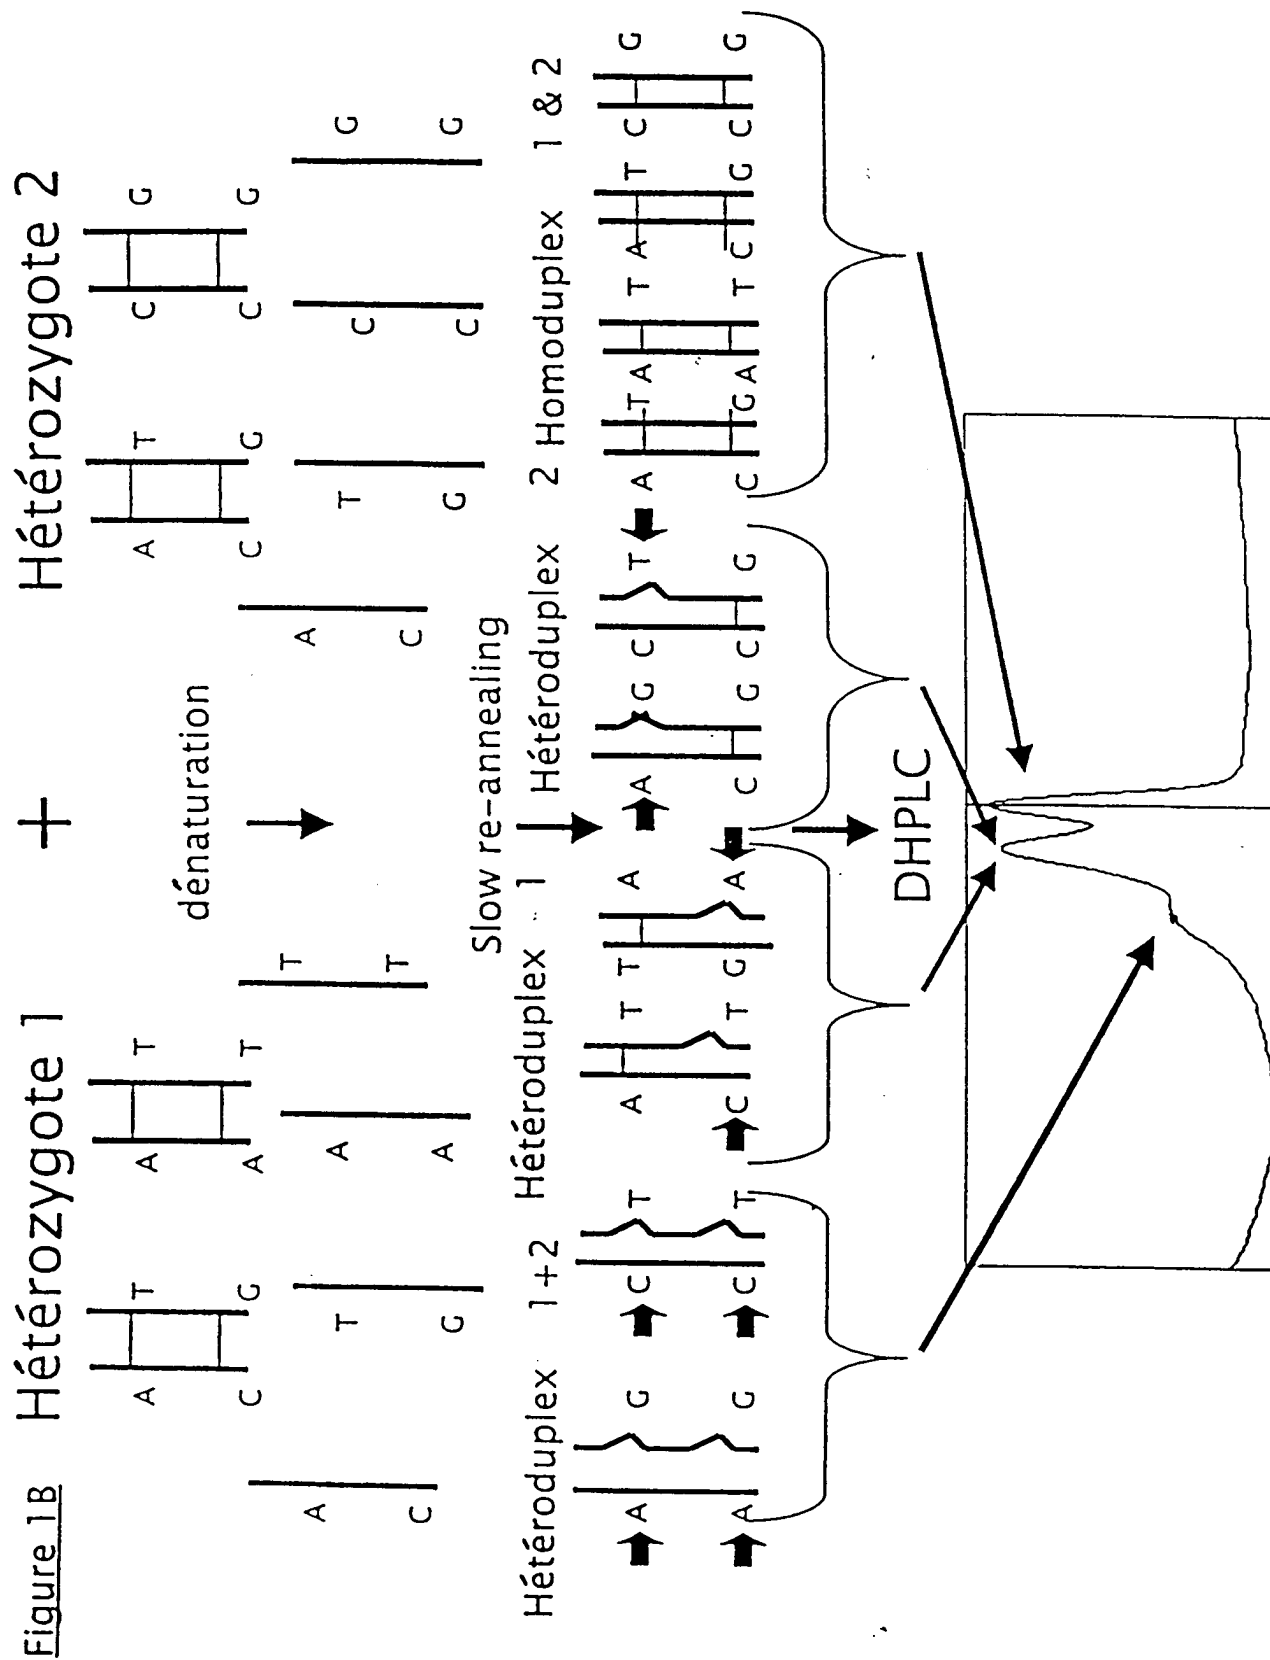 Figure 1B Hétérozygote 1 + Hétérozygote 2
A T A T A T C G
C G A T C G C G
dénaturation
A T A T A T C G
C G A T C G C G
Slow re-annealing
Hétéroduplex 1+2 Hétéroduplex 1 Hétéroduplex 2 Homoduplex 1 & 2
A G C T A T T A A G C T A T A T A T C G
A G C T C T G A C G C G C G A T C G C G
DHPLC